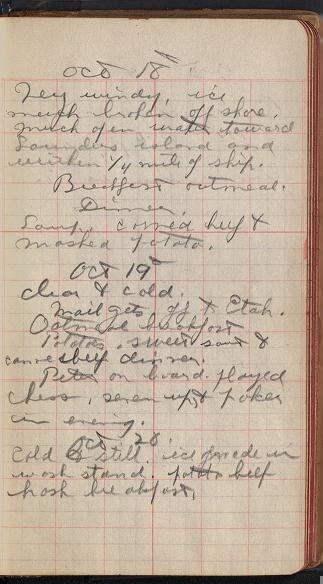 Oct 18th
Very windy, ice
much broken off shore.
Much open water toward
Saunders Island and
within 1/4 mile of ship.
Breakfast oatmeal.
Dinner.
Soup, corned beef &
mashed potato.
Oct 19th
Clear & cold.
Mail gets off to Etah.
Oatmeal breakfast
Potatoes, sweet &
corned beef dinner.
Peter on board. played
chess, seven up & poker
in evening.
Oct. 20.
Cold & still. ice in
wash stand. potato beef
hash breakfast.